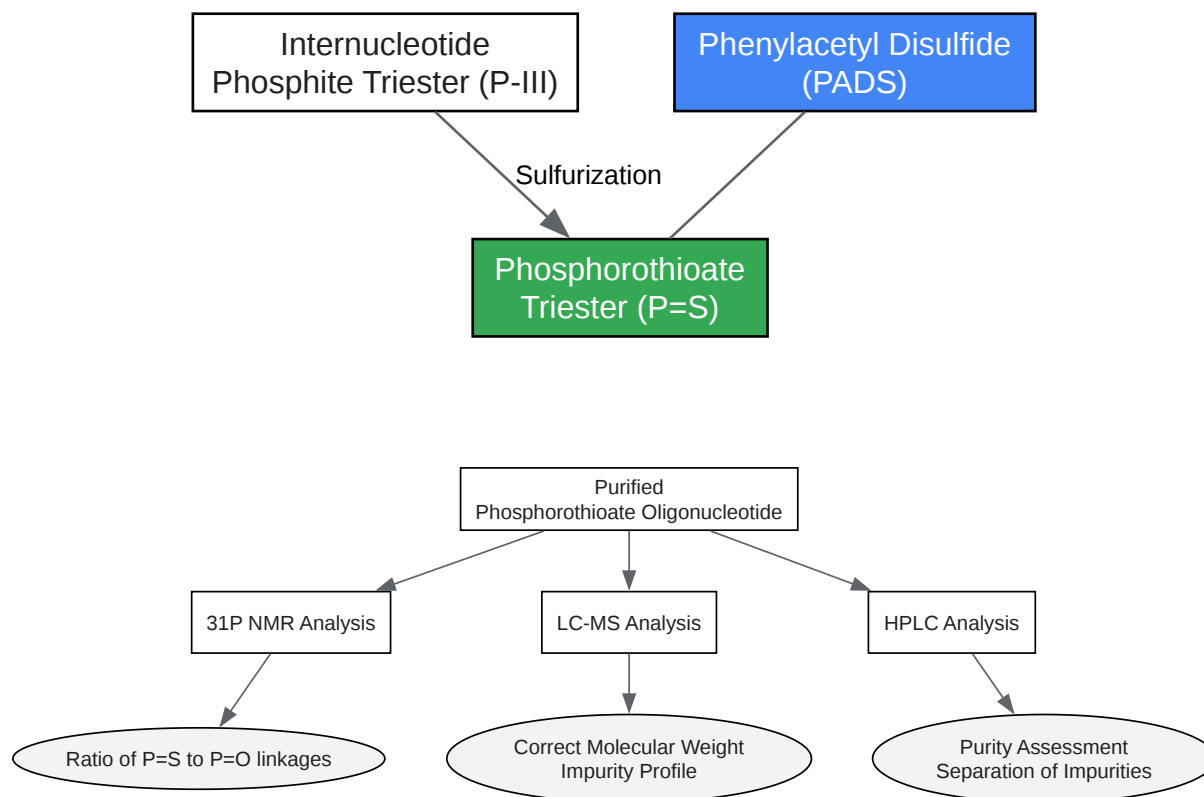 Internucleotide
Phosphite Triester (P-III)
Phenylacetyl Disulfide
(PADS)
Sulfurization
Phosphorothioate
Triester (P=S)
Purified
Phosphorothioate Oligonucleotide
31P NMR Analysis
LC-MS Analysis
HPLC Analysis
Ratio of P=S to P=O linkages
Correct Molecular Weight
Impurity Profile
Purity Assessment
Separation of Impurities